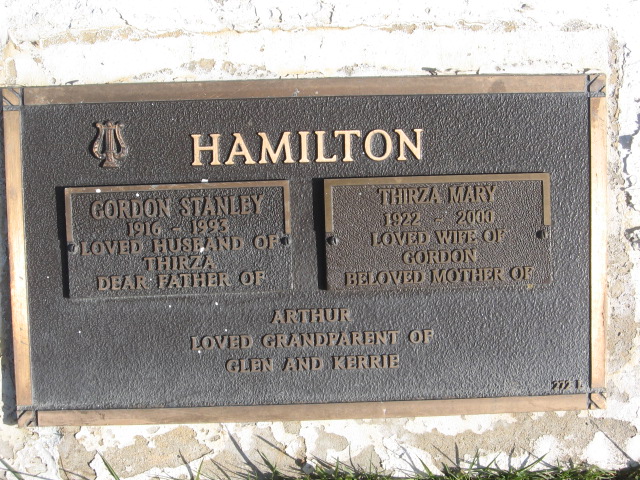 HAMILTON
GORDON STANLEY
1916 - 1993
LOVED HUSBAND OF
THIRZA
DEAR FATHER OF
THIRZA MARY
1922 - 2000
LOVED WIFE OF
GORDON
BELOVED MOTHER OF
ARTHUR
LOVED GRANDPARENT OF
GLEN AND KERRIE